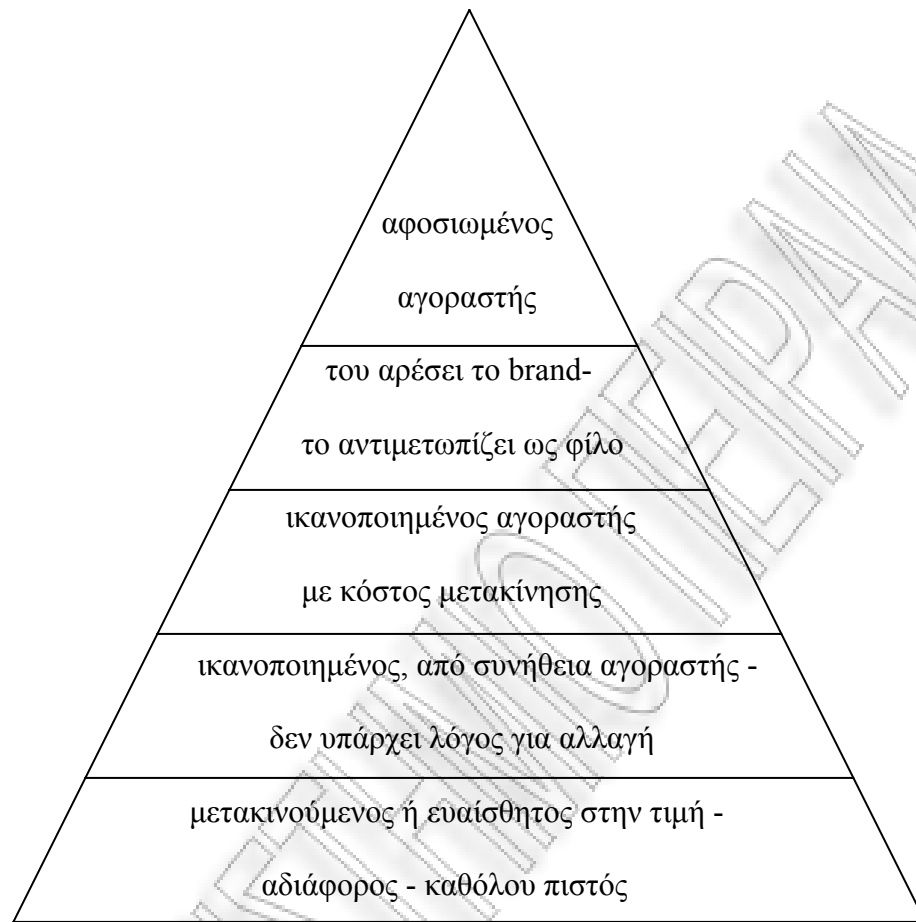 αφοσιωμένος
αγοραστής
του αρέσει το brand-
το αντιμετωπίζει ως φίλο
ικανοποιημένος αγοραστής
με κόστος μετακίνησης
ικανοποιημένος, από συνήθεια αγοραστής -
δεν υπάρχει λόγος για αλλαγή
μετακινούμενος ή ευαίσθητος στην τιμή -
αδιάφορος - καθόλου πιστός